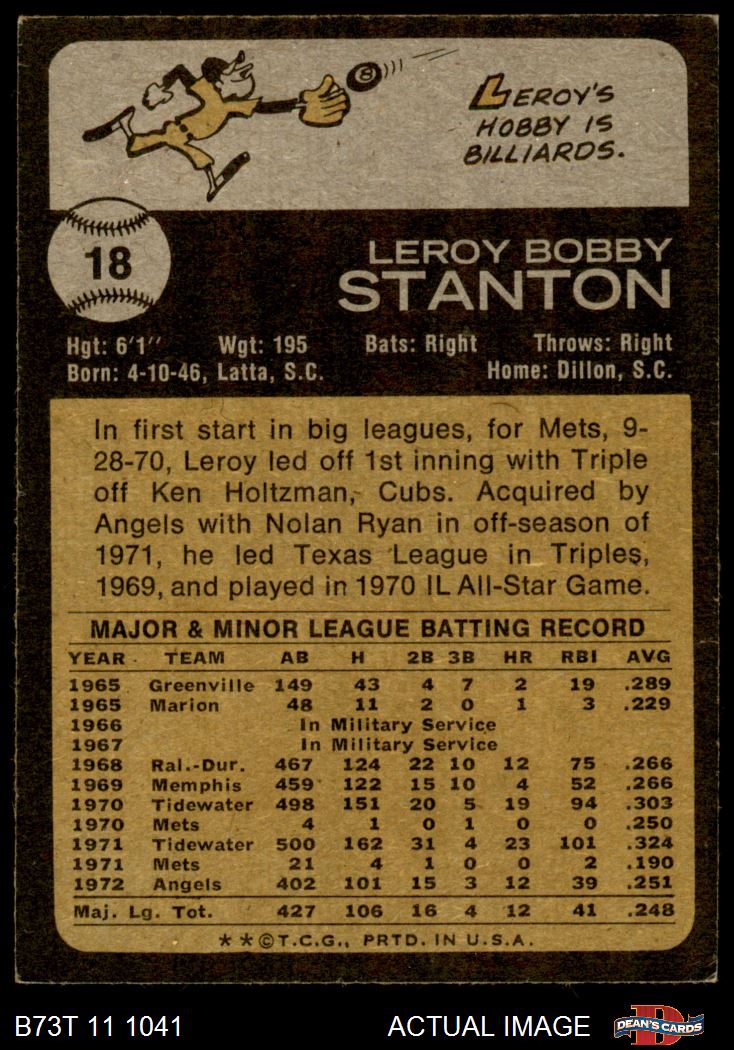 8
LEROY'S
HOBBY IS
BILLIARDS.
18
LEROY BOBBY
STANTON
Hgt: 6'1" Wgt: 195 Bats: Right Throws: Right
Born: 4-10-46, Latta, S.C. Home: Dillon, S.C.
In first start in big leagues, for Mets, 9-
28-70, Leroy led off 1st inning with Triple
off Ken Holtzman, Cubs. Acquired by
Angels with Nolan Ryan in off-season of
1971, he led Texas League in Triples,
1969, and played in 1970 IL All-Star Game.
MAJOR & MINOR LEAGUE BATTING RECORD
YEAR TEAM AB H 2B 3B HR RBI AVG
1965 Greenville 149 43 4 7 2 19 .289
1965 Marion 48 11 2 0 1 3 .229
1966 In Military Service
1967 In Military Service
1968 Ral.-Dur. 467 124 22 10 12 75 .266
1969 Memphis 459 122 15 10 4 52 .266
1970 Tidewater 498 151 20 5 19 94 .303
1970 Mets 4 1 0 1 0 0 .250
1971 Tidewater 500 162 31 4 23 101 .324
1971 Mets 21 4 1 0 0 2 .190
1972 Angels 402 101 15 3 12 39 .251
Maj. Lg. Tot. 427 106 16 4 12 41 .248
* * © T.C.G., PRTD. IN U.S.A.
B73T 11 1041 ACTUAL IMAGE DEAN'S CARDS